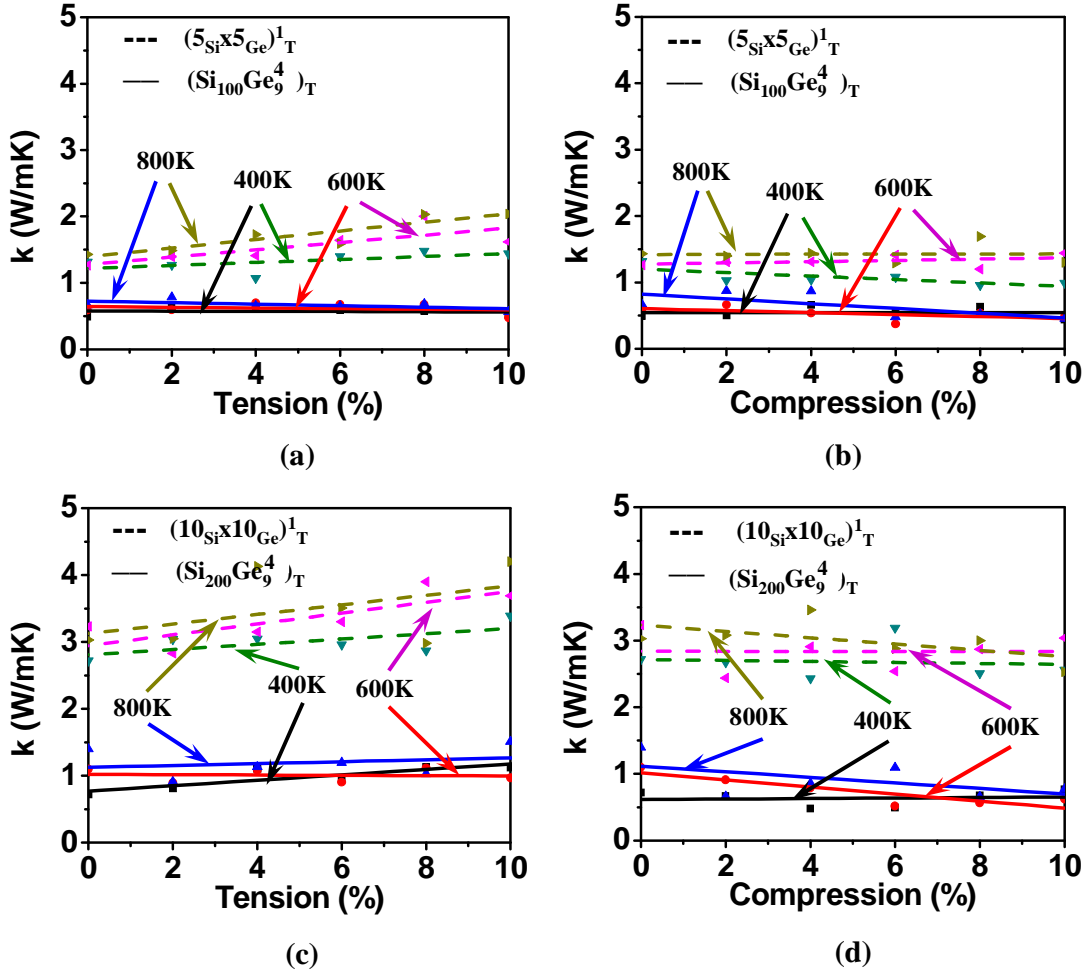 5
4
3
2
1
0
k (W/mK)
(5Si x5Ge)1T
(Si100Ge94 )T
800K
400K
600K
0 2 4 6 8 10
Tension (%)
(a)
5
4
3
2
1
0
k (W/mK)
(5Si x5Ge)1T
(Si100Ge94 )T
800K
400K
600K
0 2 4 6 8 10
Compression (%)
(b)
5
4
3
2
1
0
k (W/mK)
(10Si x10Ge)1T
(Si200Ge94 )T
800K
400K
600K
0 2 4 6 8 10
Tension (%)
(c)
5
4
3
2
1
0
k (W/mK)
(10Si x10Ge)1T
(Si200Ge94 )T
800K
400K
600K
0 2 4 6 8 10
Compression (%)
(d)